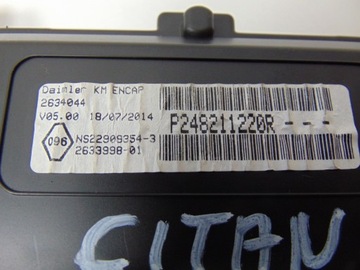 Daimler KM ENCAP
2634044
V05.00 18/07/2014
P248211220R---
096
NS22909354-3
2633998-01
CITAN